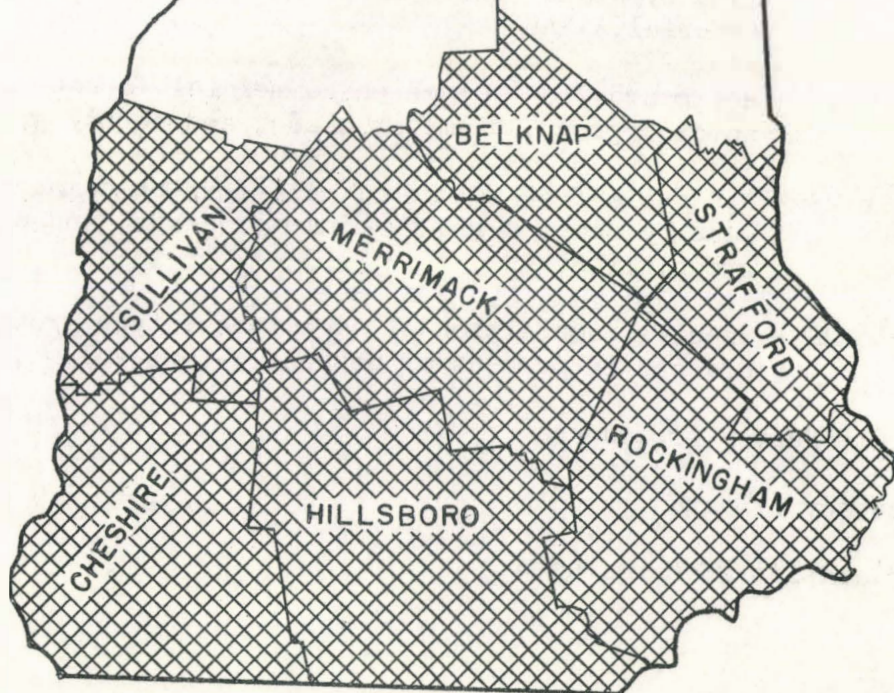 BELKNAP
STRAFFORD
SULLIVAN
MERRIMACK
ROCKINGHAM
CHESHIRE
HILLSBORO